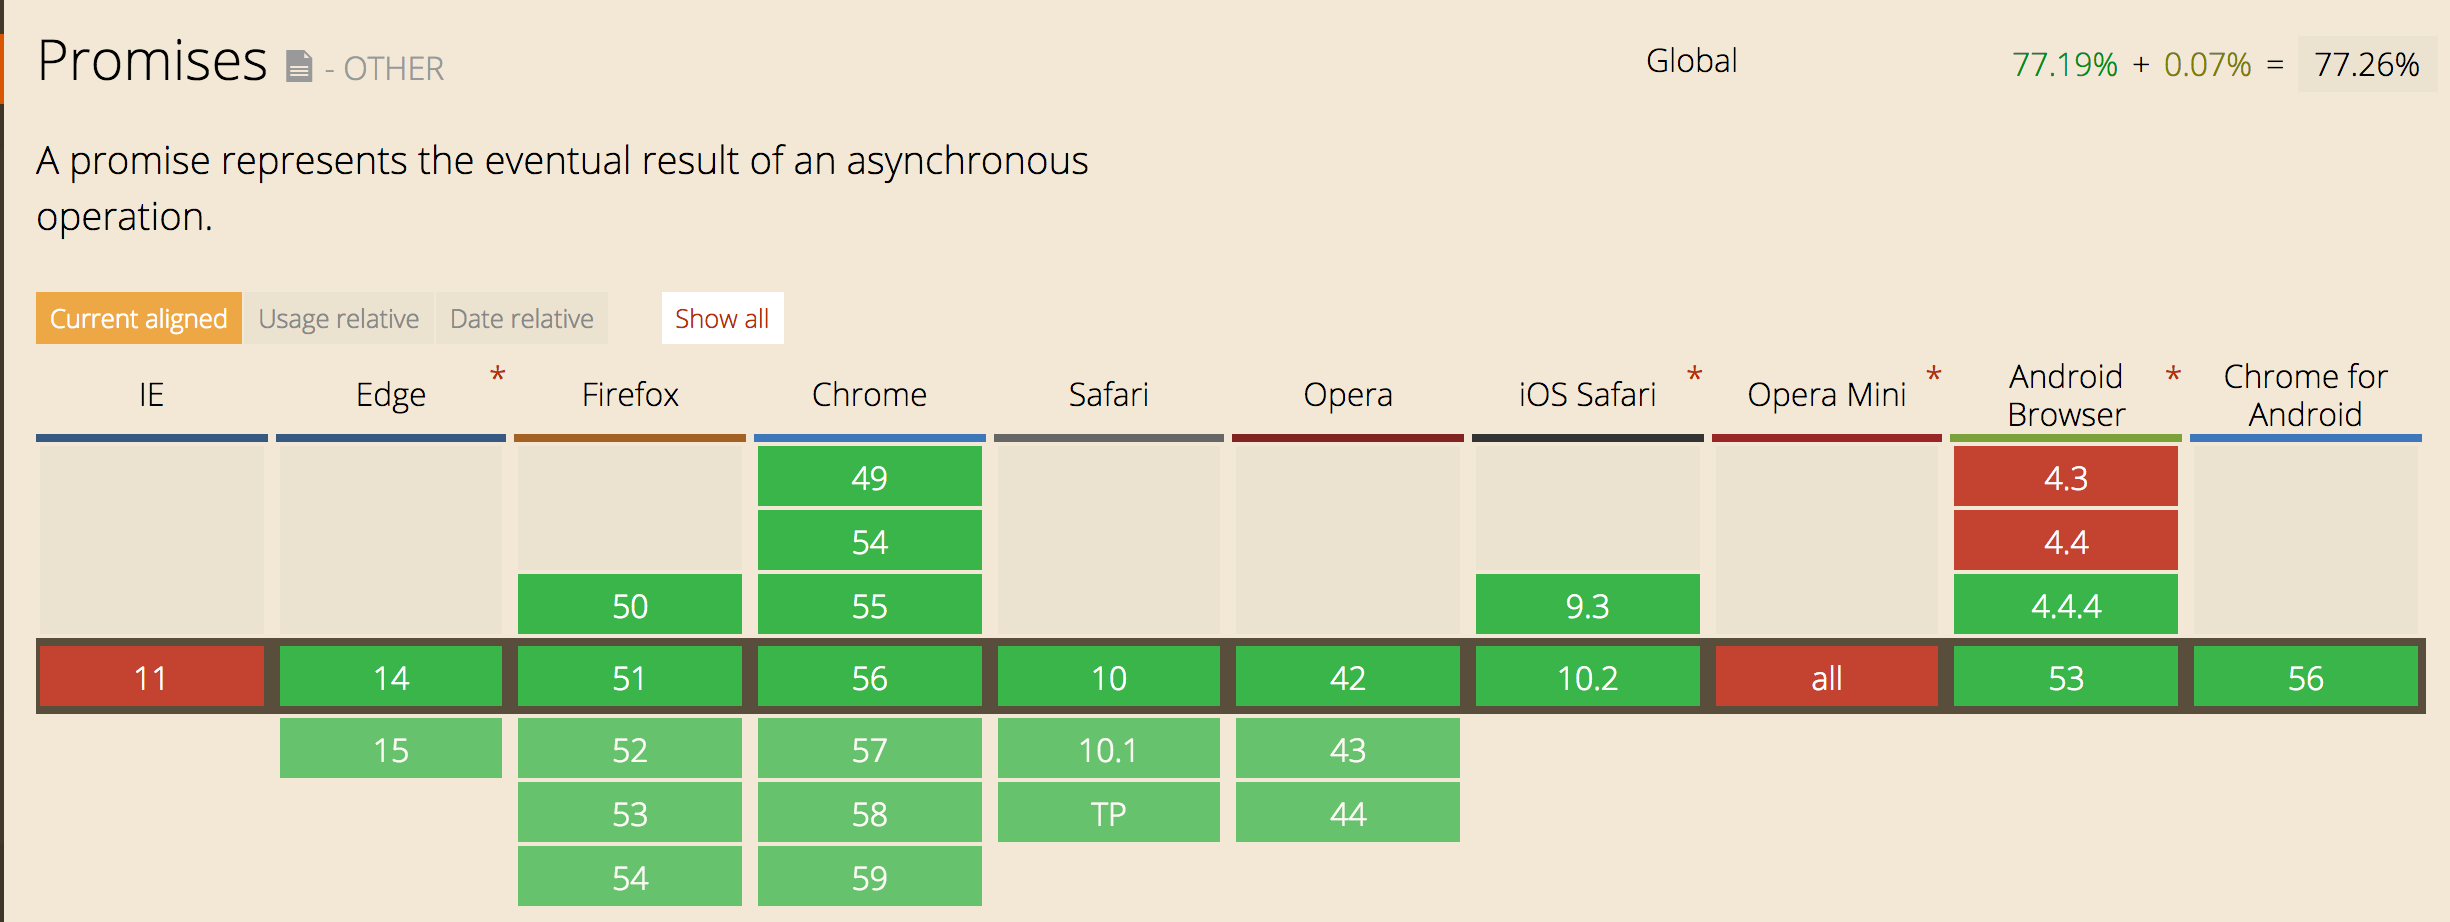 Promises - OTHER
Global 77.19% + 0.07% = 77.26%
A promise represents the eventual result of an asynchronous
operation.
Current aligned Usage relative Date relative Show all
IE Edge * Firefox Chrome Safari Opera iOS Safari * Opera Mini * Android Browser * Chrome for Android
49 4.3
54 4.4
50 55 9.3 4.4.4
11 14 51 56 10 42 10.2 all 53 56
15 52 57 10.1 43
53 58 TP 44
54 59